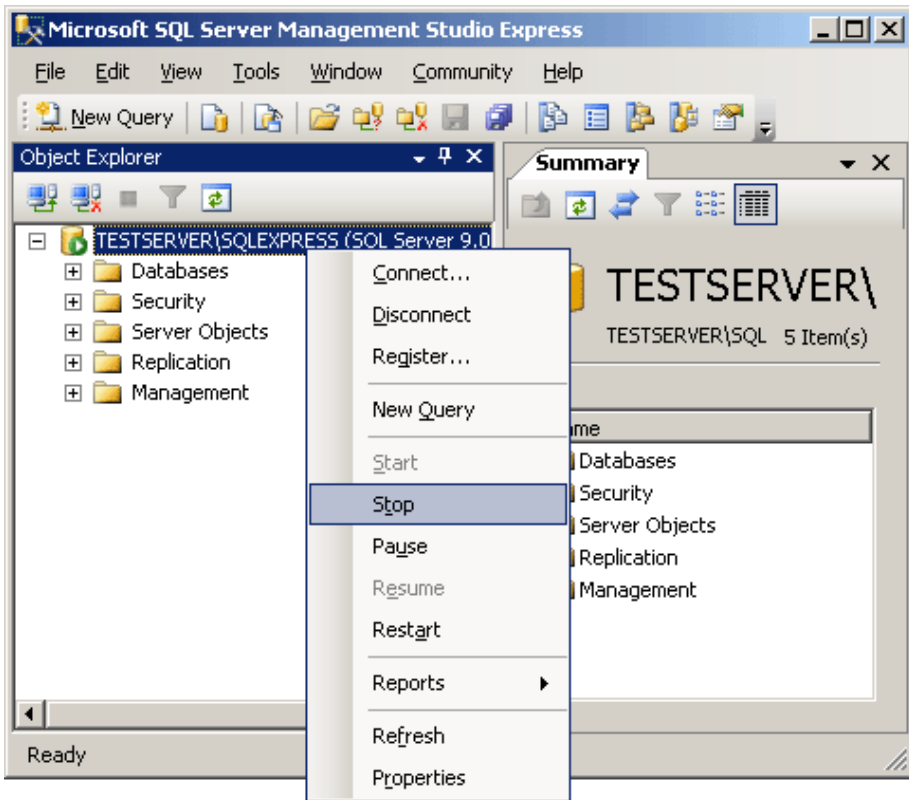 Microsoft SQL Server Management Studio Express
File Edit View Tools Window Community Help
New Query
Object Explorer
Summary
TESTSERVER\SQLEXPRESS (SQL Server 9.0
Databases
Security
Server Objects
Replication
Management
Connect...
Disconnect
Register...
New Query
Start
Stop
Pause
Resume
Restart
Reports
Refresh
Properties
TESTSERVER\
TESTSERVER\SQL 5 Item(s)
ame
Databases
Security
Server Objects
Replication
Management
Ready